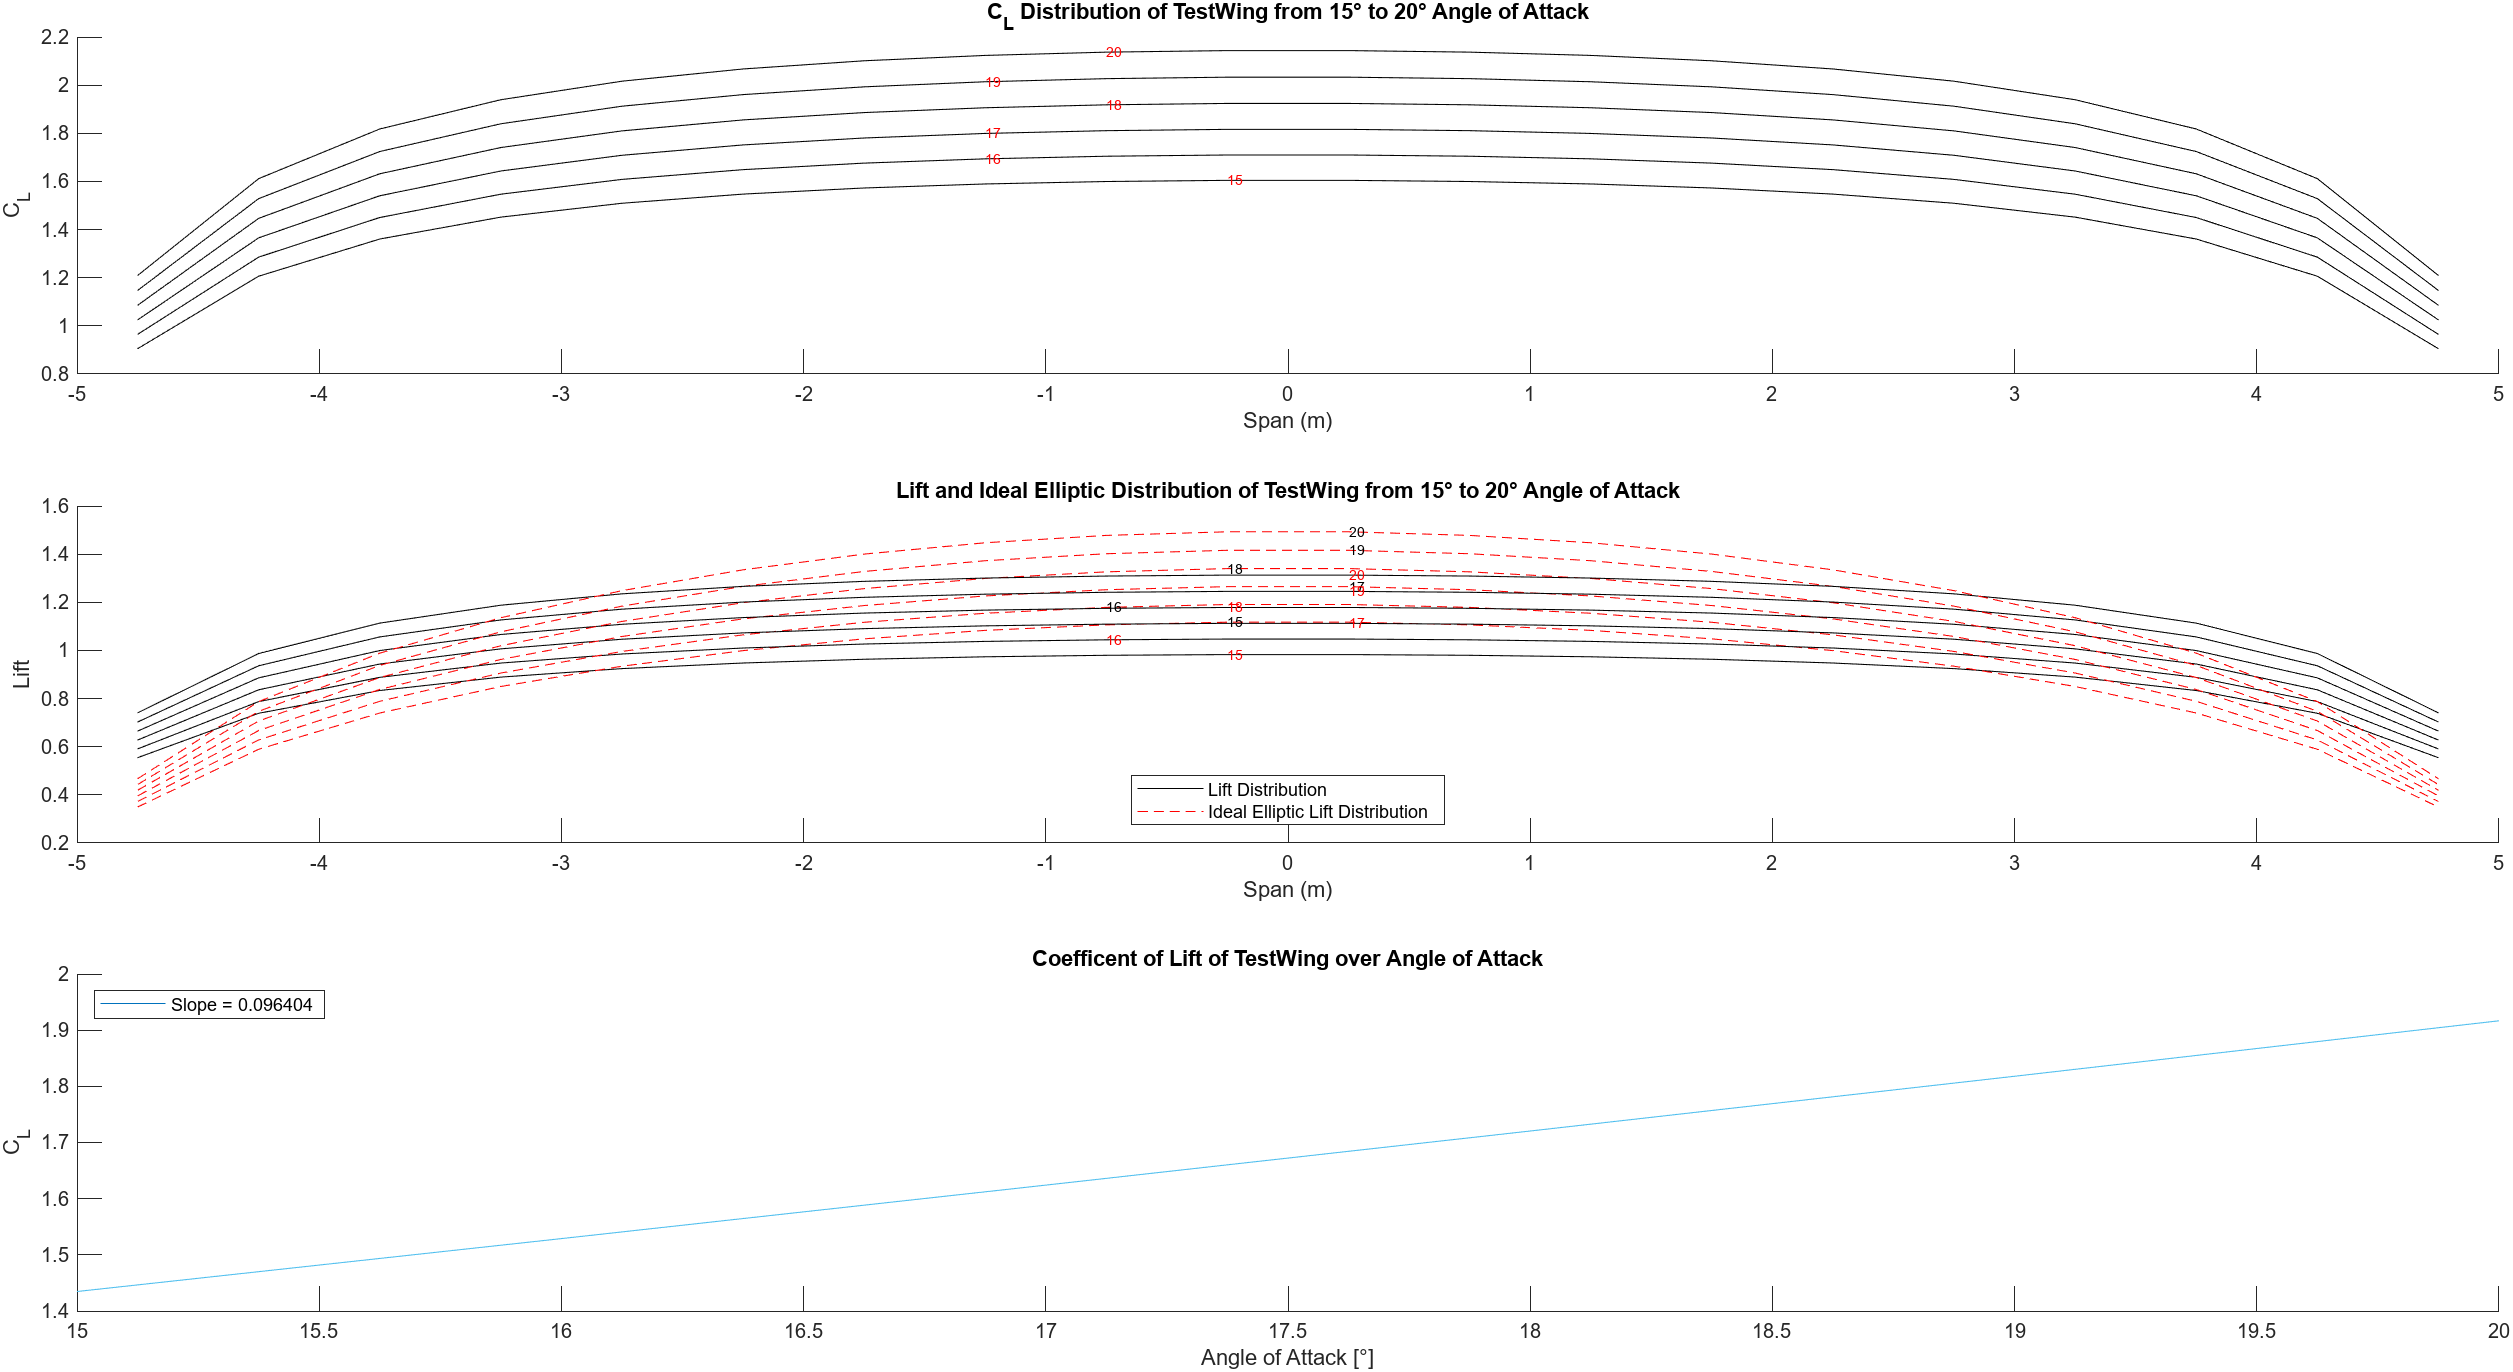 C_L Distribution of TestWing from 15° to 20° Angle of Attack
2.2
2
1.8
1.6
1.4
1.2
1
0.8
C_L
20
19
18
17
16
15
-5 -4 -3 -2 -1 0 1 2 3 4 5
Span (m)
Lift and Ideal Elliptic Distribution of TestWing from 15° to 20° Angle of Attack
1.6
1.4
1.2
1
0.8
0.6
0.4
0.2
Lift
20
19
18
20
17
19
16
18
15
17
16
15
Lift Distribution
Ideal Elliptic Lift Distribution
-5 -4 -3 -2 -1 0 1 2 3 4 5
Span (m)
Coefficent of Lift of TestWing over Angle of Attack
2
1.9
1.8
1.7
1.6
1.5
1.4
C_L
Slope = 0.096404
15 15.5 16 16.5 17 17.5 18 18.5 19 19.5 20
Angle of Attack [°]